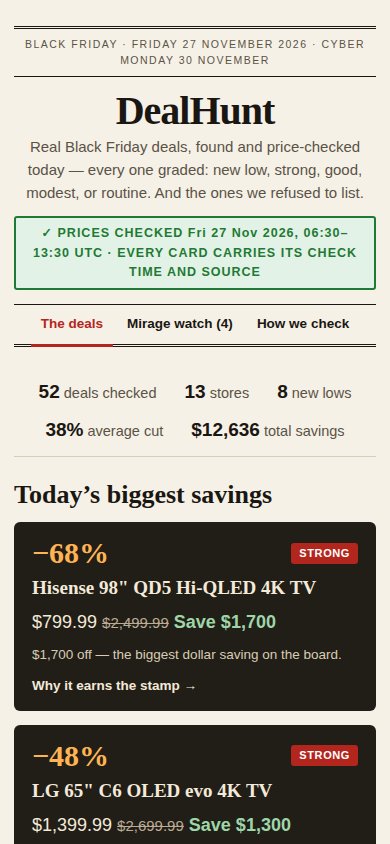 BLACK FRIDAY · FRIDAY 27 NOVEMBER 2026 · CYBER
MONDAY 30 NOVEMBER
DealHunt
Real Black Friday deals, found and price-checked
today — every one graded: new low, strong, good,
modest, or routine. And the ones we refused to list.
✓ PRICES CHECKED Fri 27 Nov 2026, 06:30–
13:30 UTC · EVERY CARD CARRIES ITS CHECK
TIME AND SOURCE
The deals Mirage watch (4) How we check
52 deals checked 13 stores 8 new lows
38% average cut $12,636 total savings
Today’s biggest savings
−68% STRONG
Hisense 98" QD5 Hi-QLED 4K TV
$799.99 $2,499.99 Save $1,700
$1,700 off — the biggest dollar saving on the board.
Why it earns the stamp →
−48% STRONG
LG 65" C6 OLED evo 4K TV
$1,399.99 $2,699.99 Save $1,300